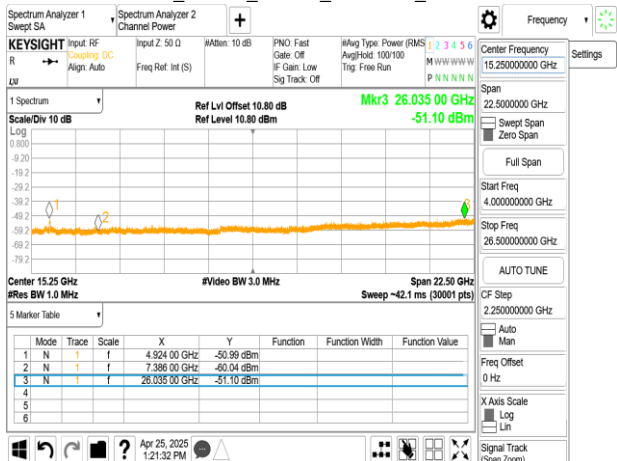 Spectrum Analyzer 1
Swept SA
Spectrum Analyzer 2
Channel Power
Frequency
KEYSIGHT
R
Input: RF
Coupling: DC
Align: Auto
Input Z: 50 Ω
Freq Ref: Int (S)
#Atten: 10 dB
PNO: Fast
Gate: Off
IF Gain: Low
Sig Track: Off
#Avg Type: Power (RMS
Avg|Hold: 100/100
Trig: Free Run
1 2 3 4 5 6
M W W W W W
P N N N N N
LXI
Center Frequency
15.250000000 GHz
Settings
Span
22.5000000 GHz
Swept Span
Zero Span
Full Span
Start Freq
4.000000000 GHz
Stop Freq
26.500000000 GHz
AUTO TUNE
CF Step
2.250000000 GHz
Auto
Man
Freq Offset
0 Hz
X Axis Scale
Log
Lin
Signal Track
(Span Zoom)
1 Spectrum
Scale/Div 10 dB
Ref Lvl Offset 10.80 dB
Ref Level 10.80 dBm
Mkr3 26.035 00 GHz
-51.10 dBm
Log
0.800
-9.20
-19.2
-29.2
-39.2
-49.2
-59.2
-69.2
-79.2
1
2
3
Center 15.25 GHz
#Res BW 1.0 MHz
#Video BW 3.0 MHz
Span 22.50 GHz
Sweep ~42.1 ms (30001 pts)
5 Marker Table
Mode Trace Scale X Y Function Function Width Function Value
1 N 1 f 4.924 00 GHz -50.99 dBm
2 N 1 f 7.386 00 GHz -60.04 dBm
3 N 1 f 26.035 00 GHz -51.10 dBm
4
5
6
Apr 25, 2025
1:21:32 PM